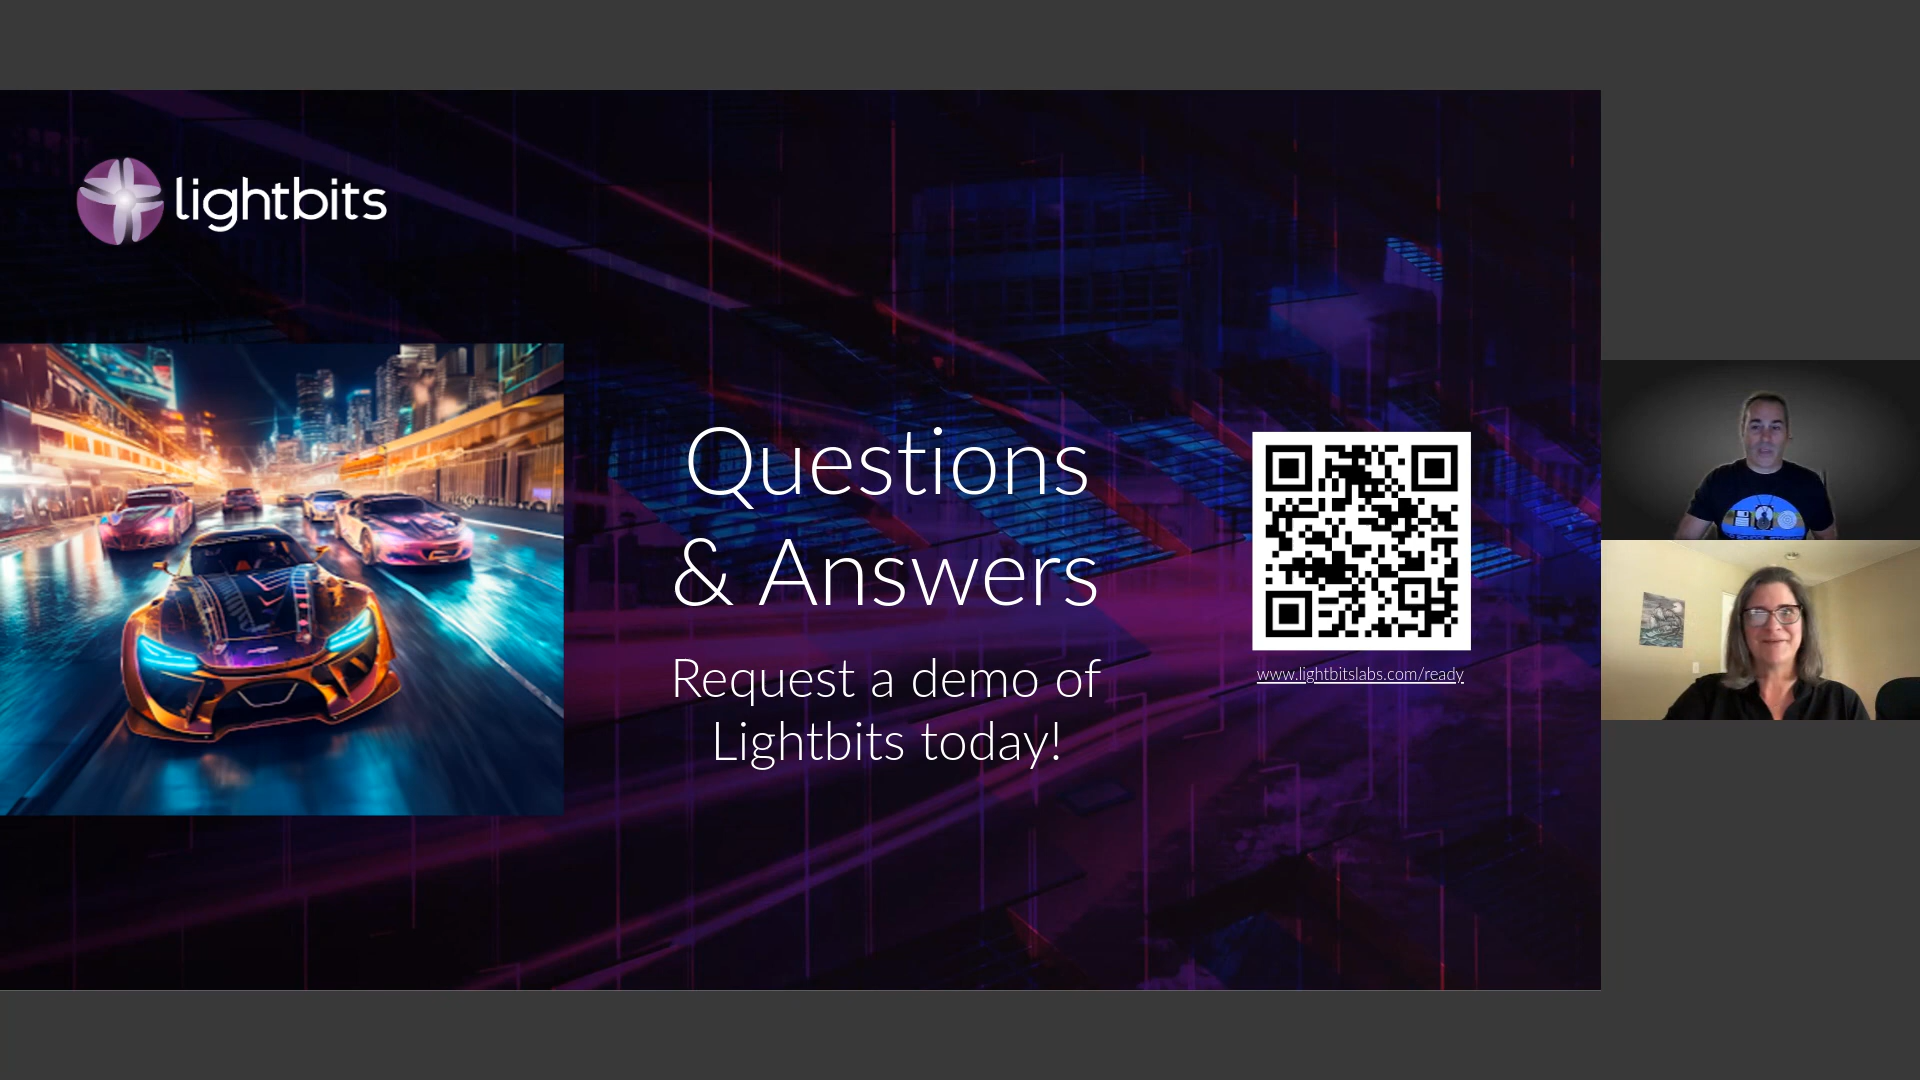 lightbits
Questions
& Answers
Request a demo of
Lightbits today!
www.lightbitslabs.com/ready